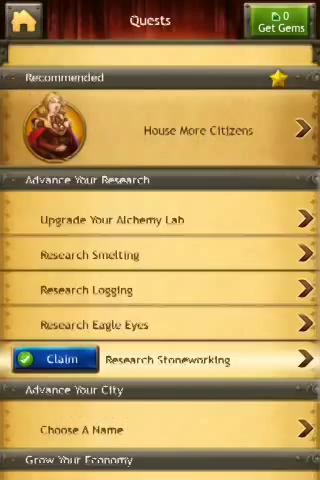 Quests
0
Get Gems
Recommended
House More Citizens
Advance Your Research
Upgrade Your Alchemy Lab
Research Smelting
Research Logging
Research Eagle Eyes
Claim
Research Stoneworking
Advance Your City
Choose A Name
Grow Your Economy